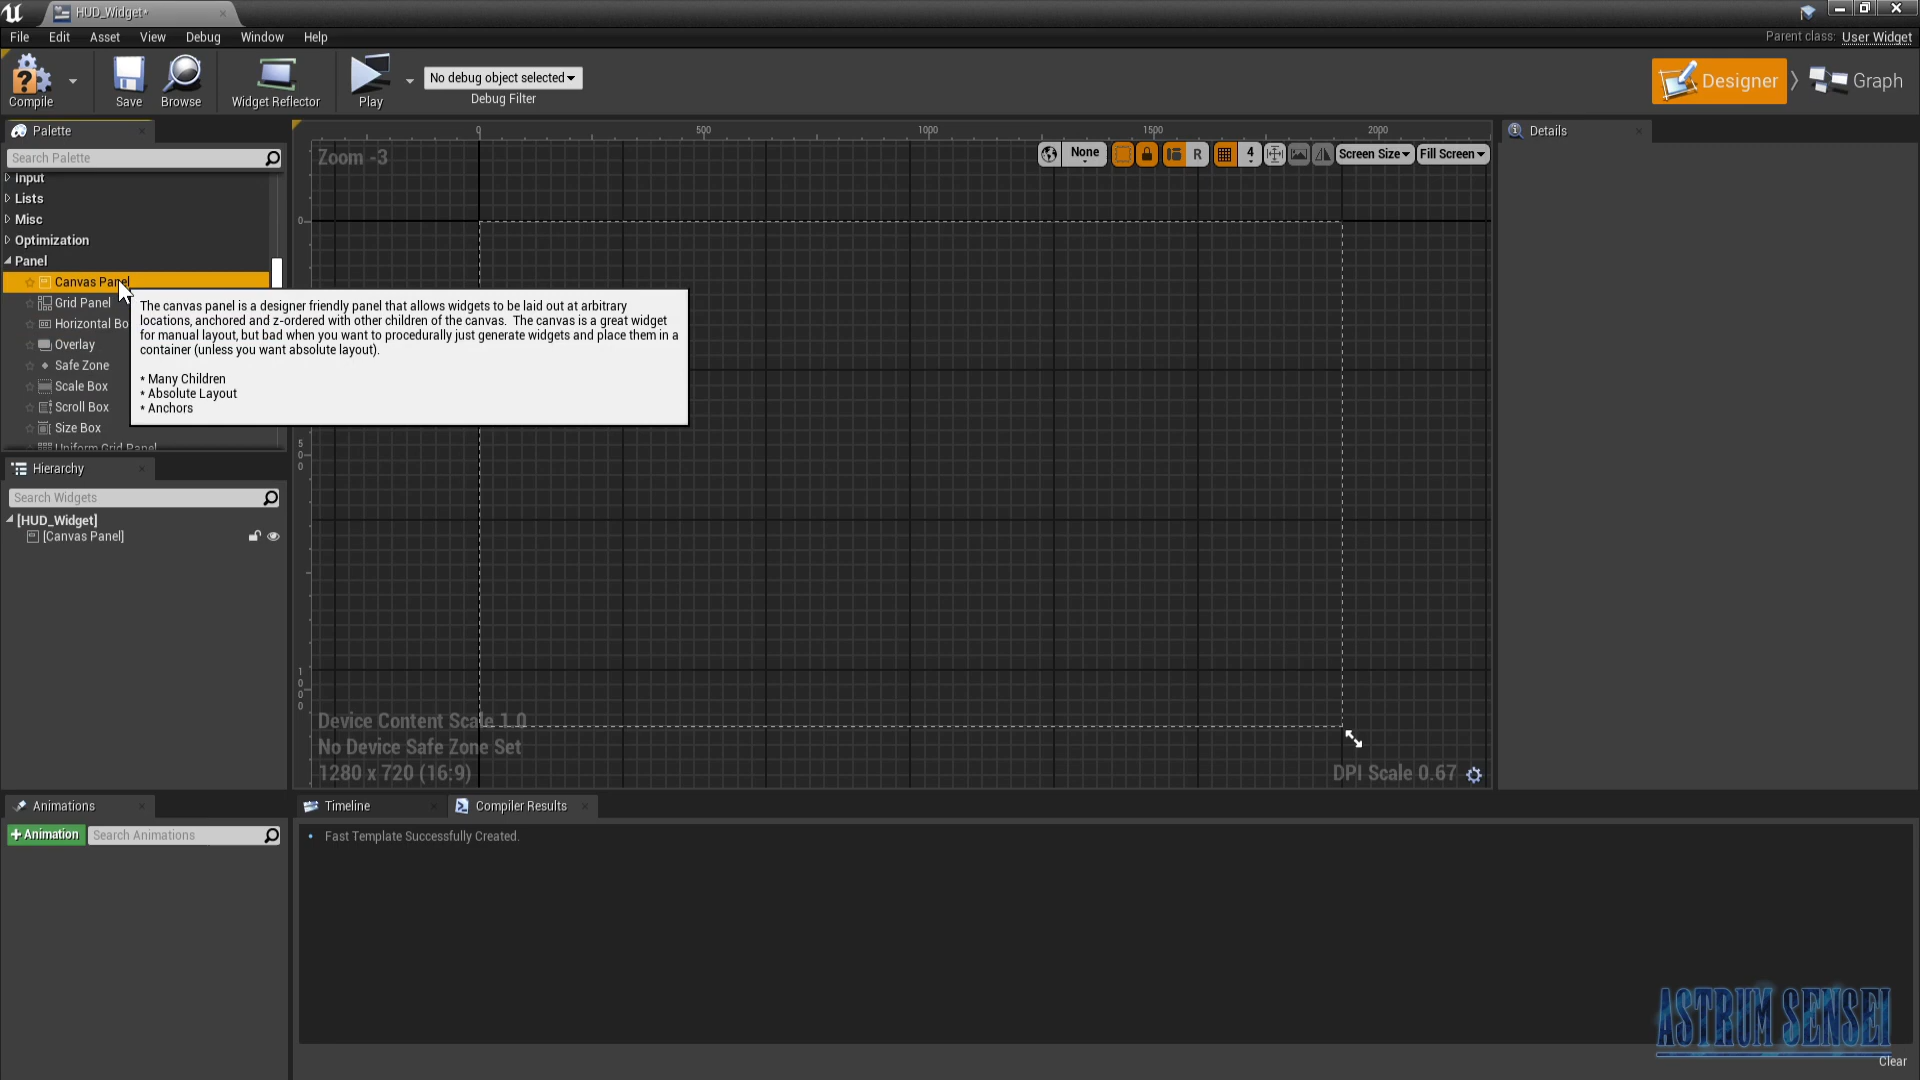 HUD_Widget*
File Edit Asset View Debug Window Help
Parent class: User Widget
Compile Save Browse Widget Reflector Play
No debug object selected
Debug Filter
Designer
Graph
Palette
Search Palette
Input
Lists
Misc
Optimization
Panel
Canvas Panel
Grid Panel
Horizontal Bo
Overlay
Safe Zone
Scale Box
Scroll Box
Size Box
Uniform Grid Panel
The canvas panel is a designer friendly panel that allows widgets to be laid out at arbitrary
locations, anchored and z-ordered with other children of the canvas. The canvas is a great widget
for manual layout, but bad when you want to procedurally just generate widgets and place them in a
container (unless you want absolute layout).
* Many Children
* Absolute Layout
* Anchors
Hierarchy
Search Widgets
[HUD_Widget]
[Canvas Panel]
0 500 1000 1500 2000
Zoom -3
None R 4 Screen Size Fill Screen
0
500
1000
Device Content Scale 1.0
No Device Safe Zone Set
1280 x 720 (16:9)
DPI Scale 0.67
Details
Animations
+Animation
Search Animations
Timeline
Compiler Results
• Fast Template Successfully Created.
ASTRUM SENSEI
Clear